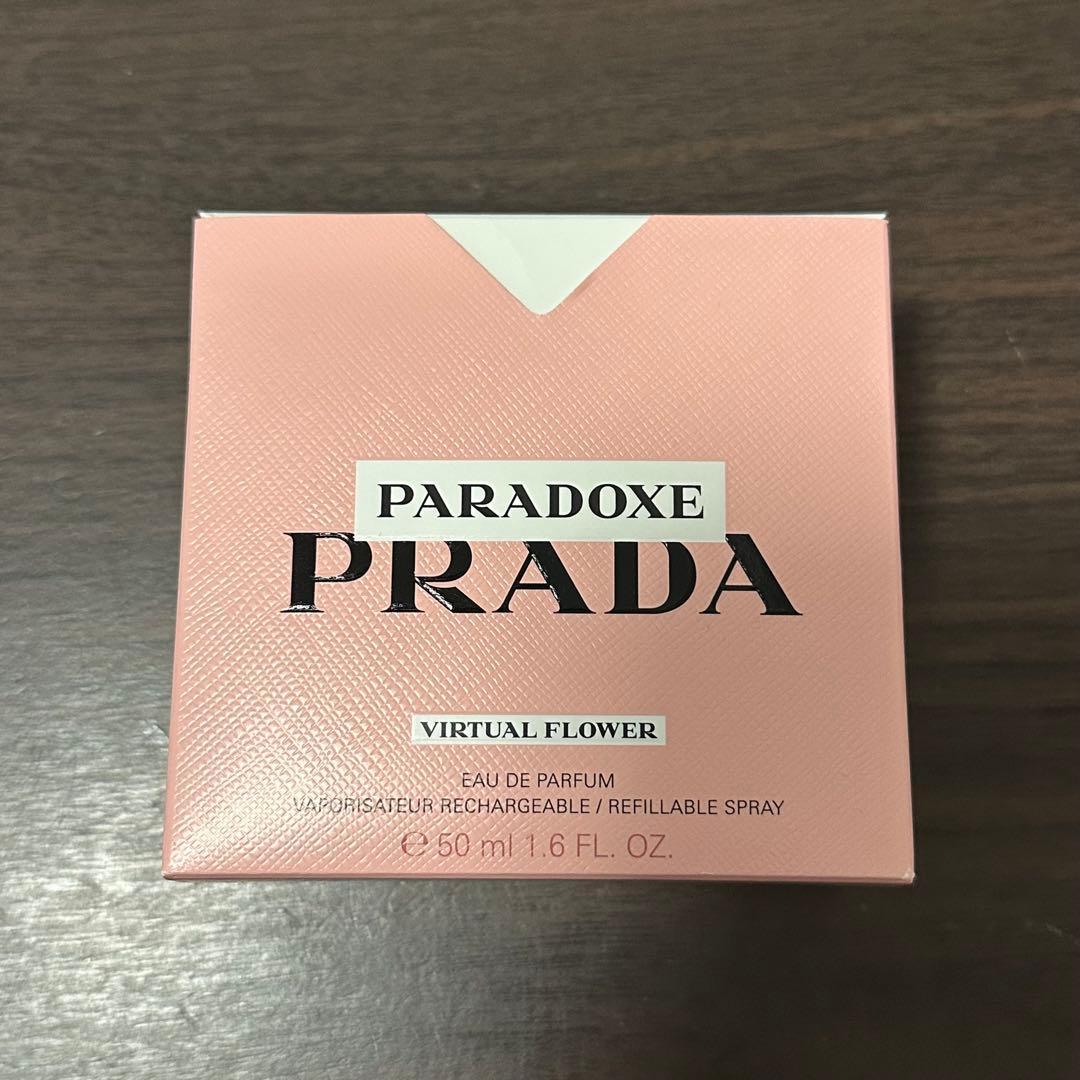 PARADOXE
PRADA
VIRTUAL FLOWER
EAU DE PARFUM
VAPORISATEUR RECHARGEABLE / REFILLABLE SPRAY
℮ 50 ml 1.6 FL. OZ.